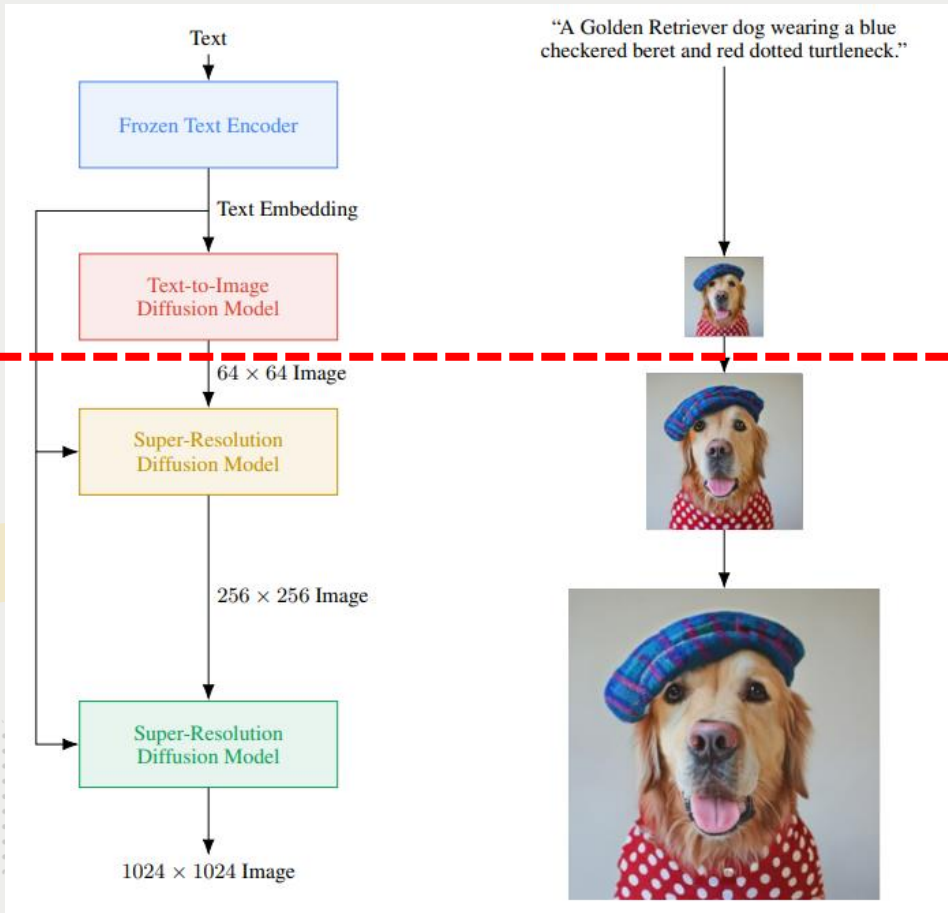 Text
Frozen Text Encoder
Text Embedding
Text-to-Image
Diffusion Model
64 × 64 Image
Super-Resolution
Diffusion Model
256 × 256 Image
Super-Resolution
Diffusion Model
1024 × 1024 Image
“A Golden Retriever dog wearing a blue
checkered beret and red dotted turtleneck.”